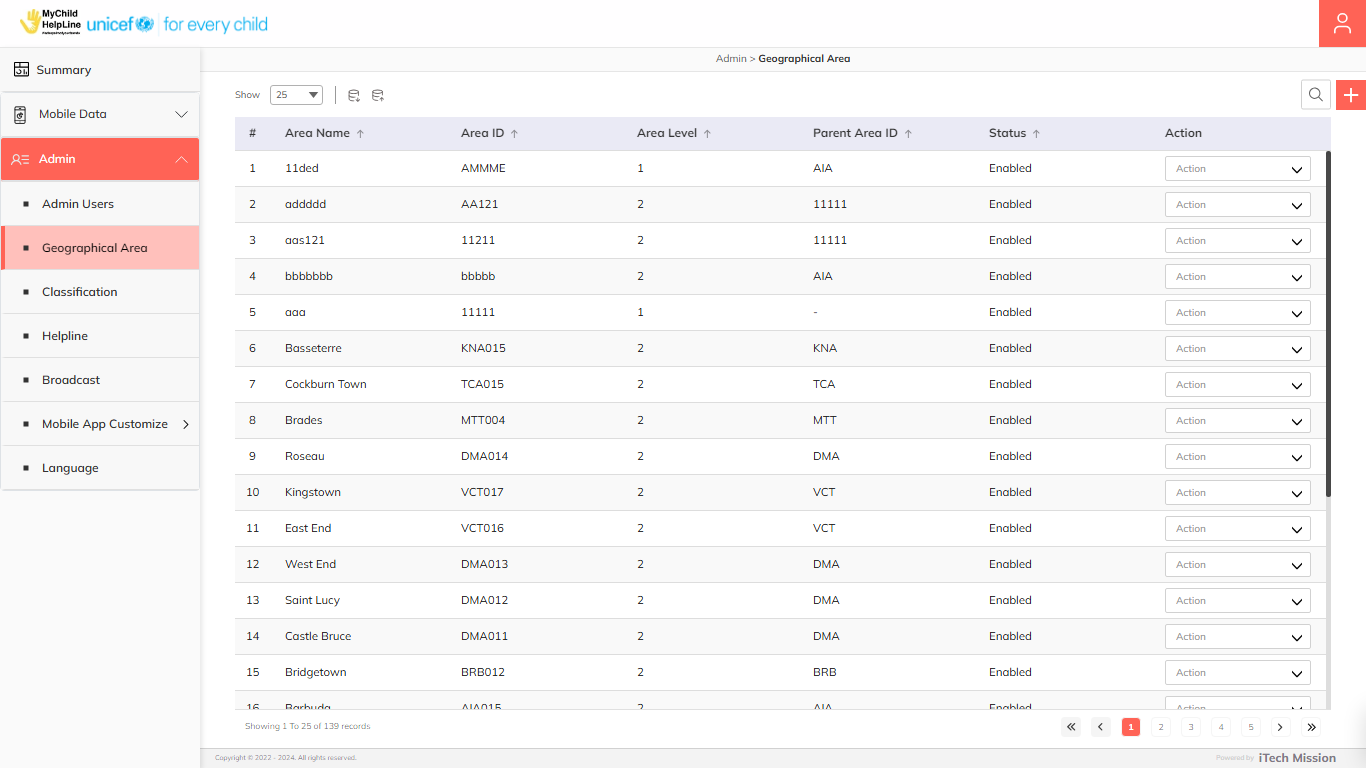 MyChild
HelpLine
unicef for every child
Summary
Mobile Data
Admin
Admin Users
Geographical Area
Classification
Helpline
Broadcast
Mobile App Customize
Language
Admin > Geographical Area
Show 25
# Area Name Area ID Area Level Parent Area ID Status Action
1 11ded AMMME 1 AIA Enabled Action
2 addddd AA121 2 11111 Enabled Action
3 aas121 11211 2 11111 Enabled Action
4 bbbbbbb bbbbb 2 AIA Enabled Action
5 aaa 11111 1 - Enabled Action
6 Basseterre KNA015 2 KNA Enabled Action
7 Cockburn Town TCA015 2 TCA Enabled Action
8 Brades MTT004 2 MTT Enabled Action
9 Roseau DMA014 2 DMA Enabled Action
10 Kingstown VCT017 2 VCT Enabled Action
11 East End VCT016 2 VCT Enabled Action
12 West End DMA013 2 DMA Enabled Action
13 Saint Lucy DMA012 2 DMA Enabled Action
14 Castle Bruce DMA011 2 DMA Enabled Action
15 Bridgetown BRB012 2 BRB Enabled Action
16 Barbuda AIA015 2 AIA Enabled Action
Showing 1 To 25 of 139 records
« < 1 2 3 4 5 > »
Copyright © 2022 - 2024. All rights reserved.
Powered by iTech Mission